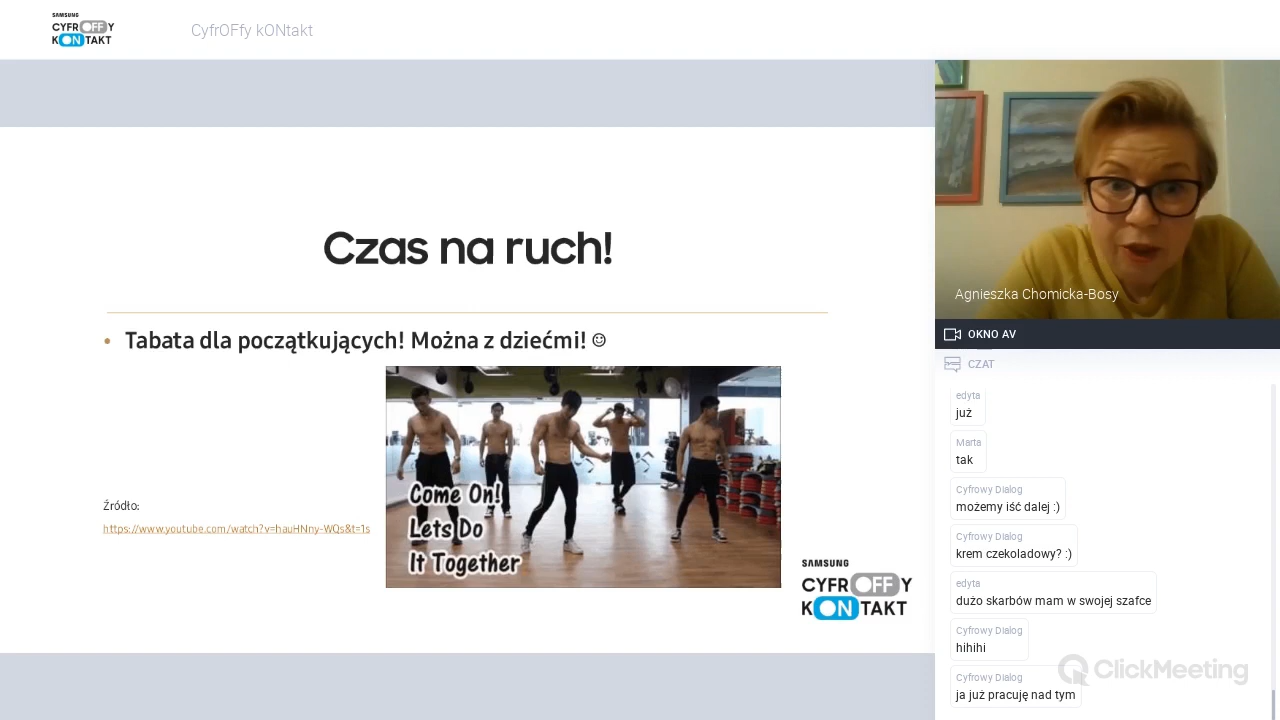 SAMSUNG
CYFROFFY
KONTAKT
CyfrOFfy kONtakt
Czas na ruch!
• Tabata dla początkujących! Można z dziećmi! ☺
Come On!
Lets Do
It Together
Źródło:
https://www.youtube.com/watch?v=hauHNny-WQs&t=1s
SAMSUNG
CYFROFFY
KONTAKT
Agnieszka Chomicka-Bosy
OKNO AV
CZAT
edyta
już
Marta
tak
Cyfrowy Dialog
możemy iść dalej :)
Cyfrowy Dialog
krem czekoladowy? :)
edyta
dużo skarbów mam w swojej szafce
Cyfrowy Dialog
hihihi
Cyfrowy Dialog
ja już pracuję nad tym
ClickMeeting